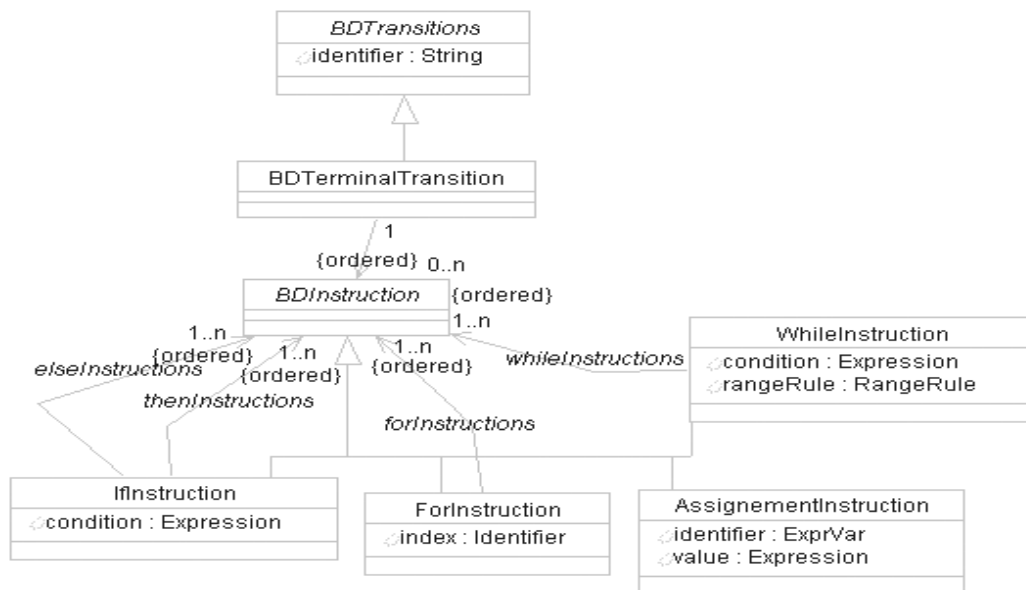 BDTransitions
identifier : String
BDTerminalTransition
1
{ordered} 0..n
BDInstruction
{ordered}
1..n
1..n
{ordered}
1..n
{ordered}
1..n
{ordered}
elseInstructions
thenInstructions
forInstructions
whileInstructions
WhileInstruction
condition : Expression
rangeRule : RangeRule
IfInstruction
condition : Expression
ForInstruction
index : Identifier
AssignementInstruction
identifier : ExprVar
value : Expression